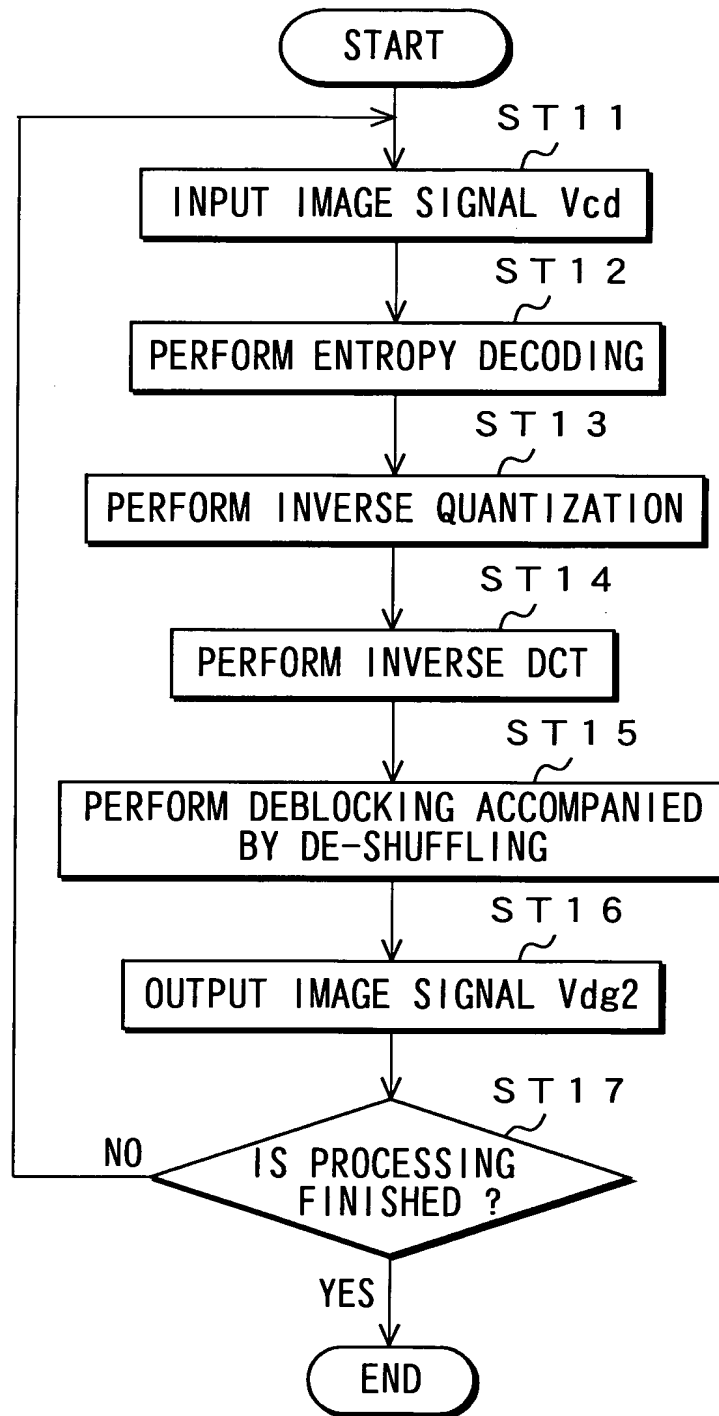 START
ST11
INPUT IMAGE SIGNAL Vcd
ST12
PERFORM ENTROPY DECODING
ST13
PERFORM INVERSE QUANTIZATION
ST14
PERFORM INVERSE DCT
ST15
PERFORM DEBLOCKING ACCOMPANIED
BY DE-SHUFFLING
ST16
OUTPUT IMAGE SIGNAL Vdg2
ST17
NO
IS PROCESSING
FINISHED ?
YES
END